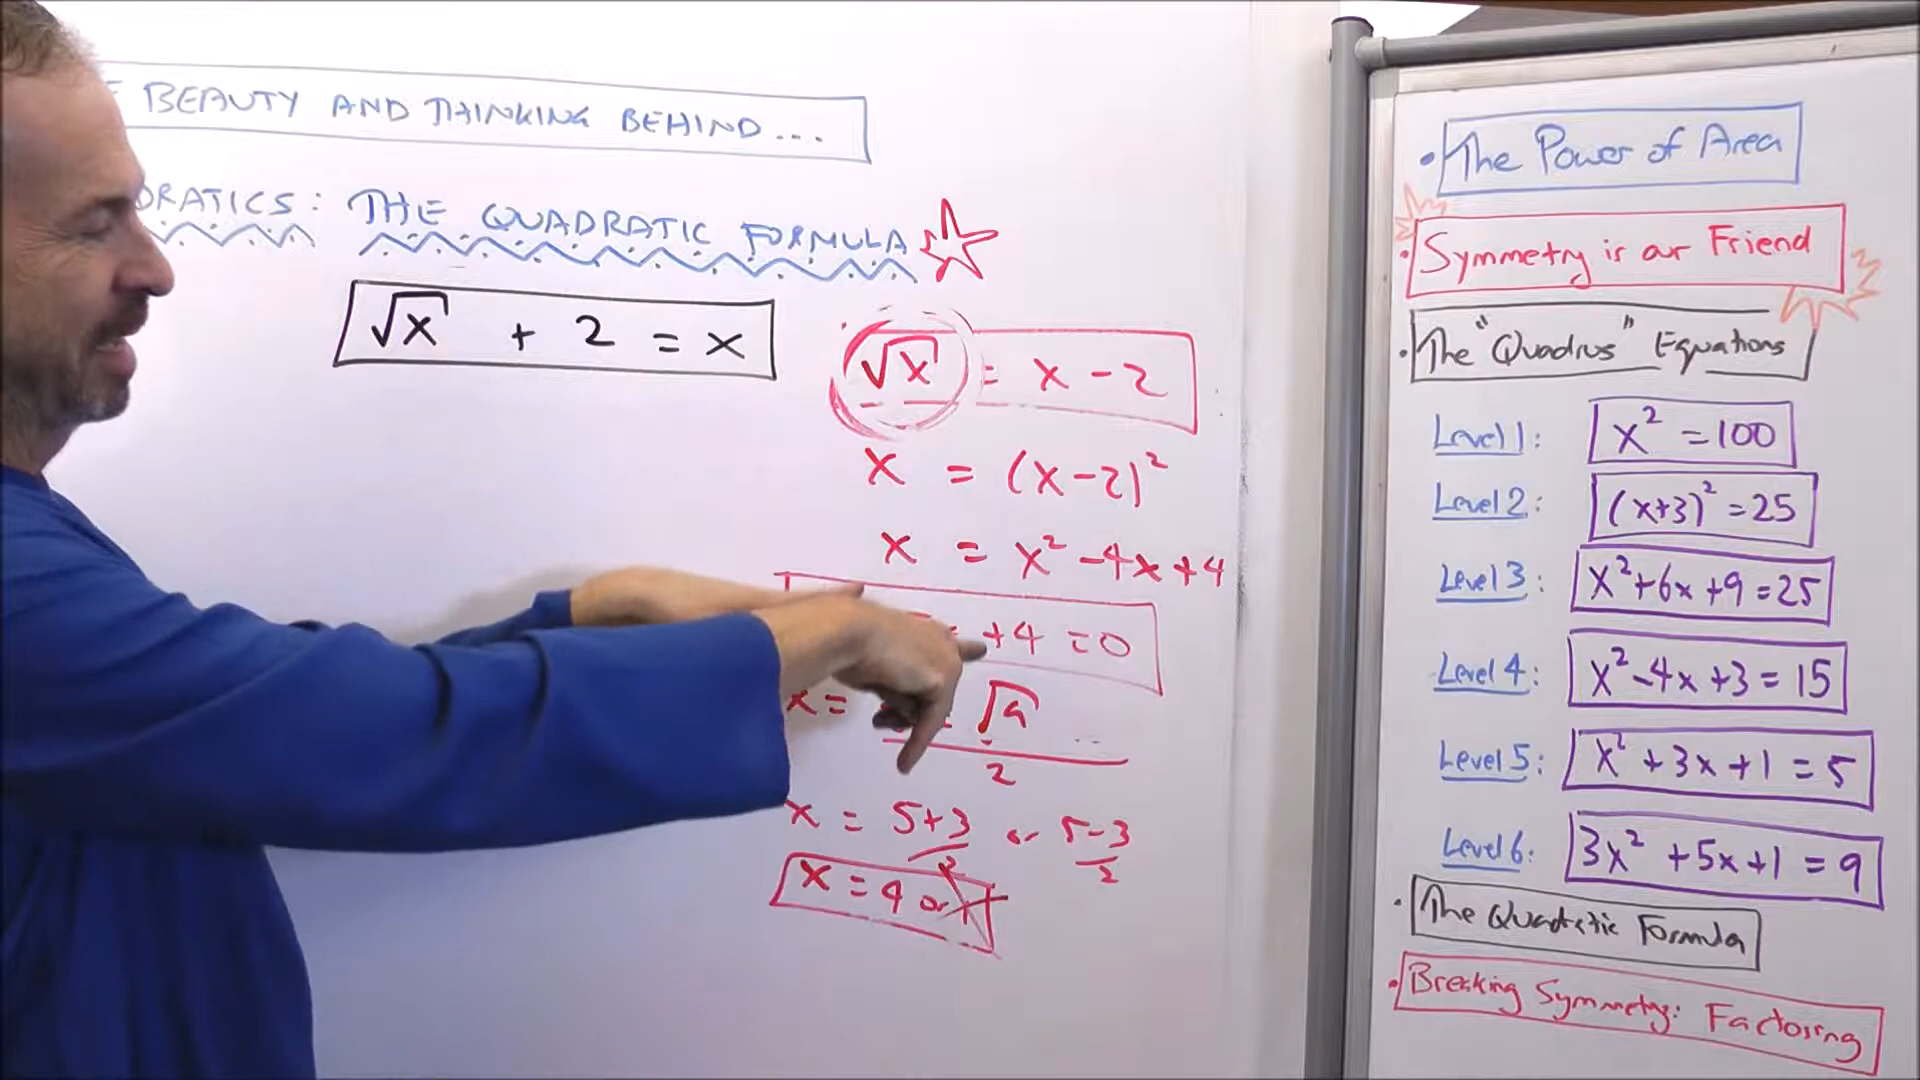 BEAUTY AND THINKING BEHIND...
DRATICS: THE QUADRATIC FORMULA
√x + 2 = x
√x = x - 2
x = (x-2)²
x = x² - 4x + 4
+4 = 0
x = √9
2
x = 5+3 or 5-3
2 2
x = 4 or 1
• The Power of Area
• Symmetry is our Friend
• The "Quadrus" Equations
Level 1: x² = 100
Level 2: (x+3)² = 25
Level 3: x²+6x+9 = 25
Level 4: x²-4x+3 = 15
Level 5: x²+3x+1 = 5
Level 6: 3x²+5x+1 = 9
• The Quadratic Formula
• Breaking Symmetry: Factoring